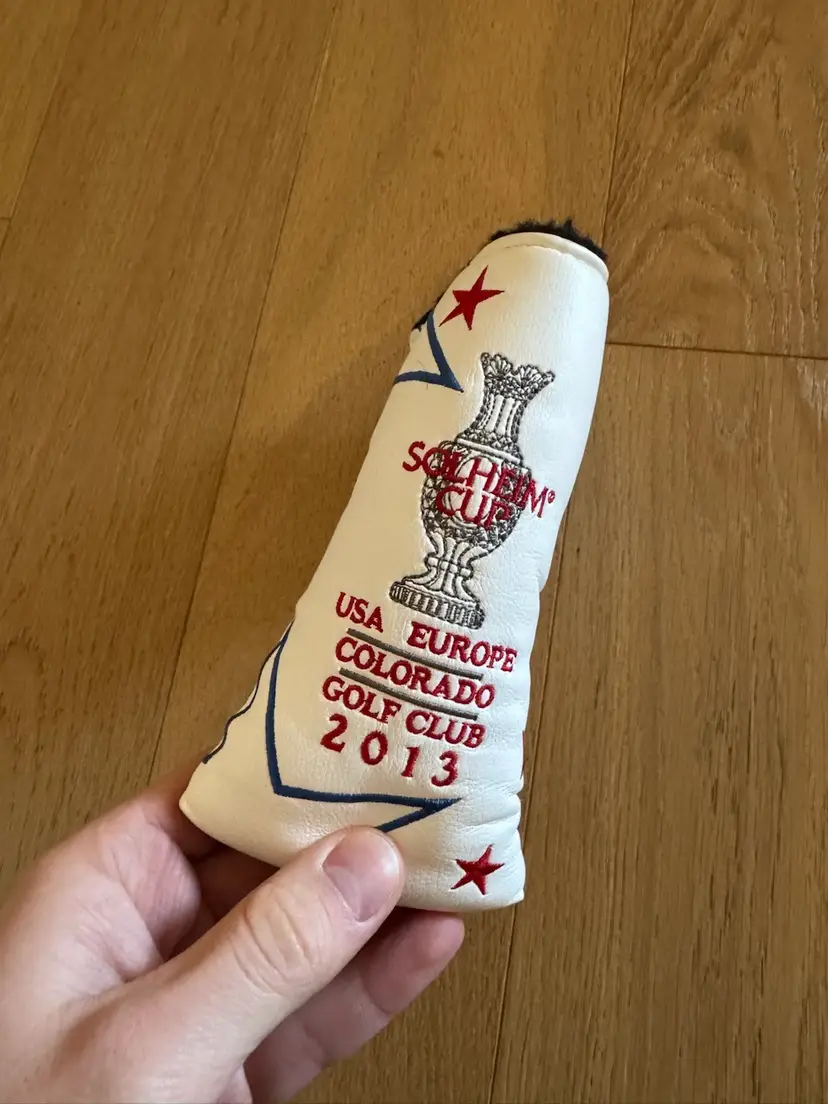 SOLHEIM®
CUP
USA EUROPE
COLORADO
GOLF CLUB
2013